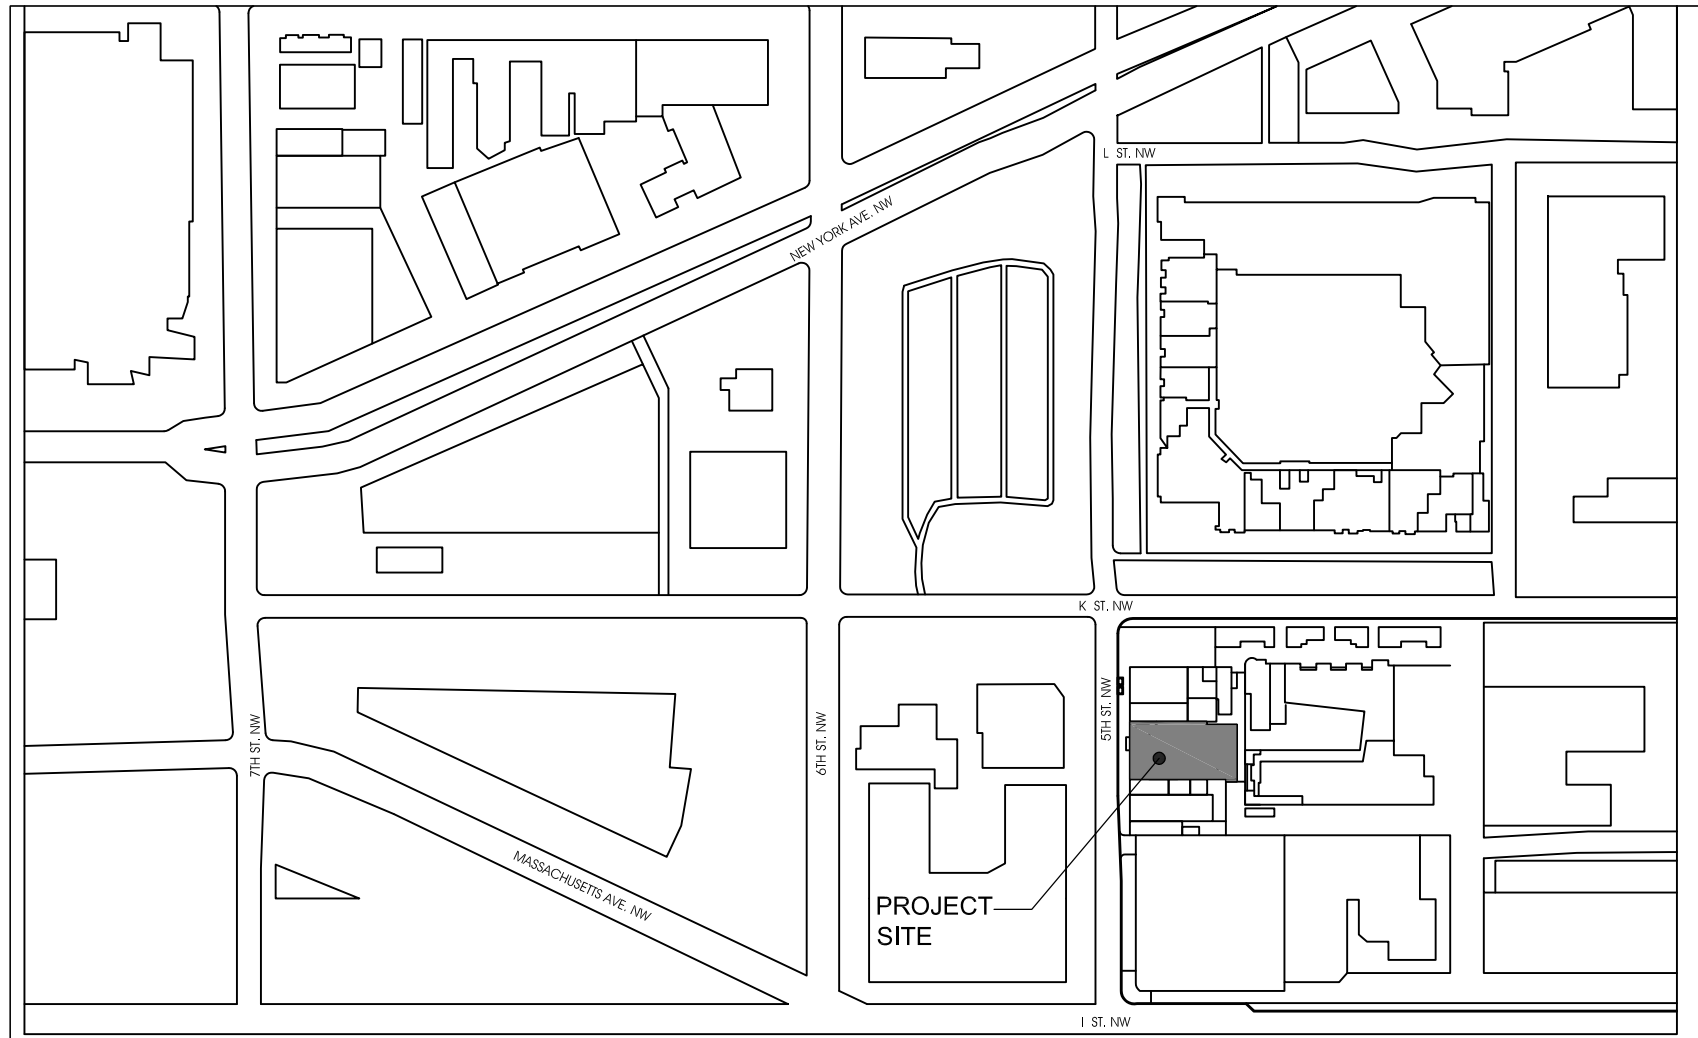 L ST. NW
NEW YORK AVE. NW
K ST. NW
5TH ST. NW
7TH ST. NW
6TH ST. NW
MASSACHUSETTS AVE. NW
PROJECT
SITE
I ST. NW